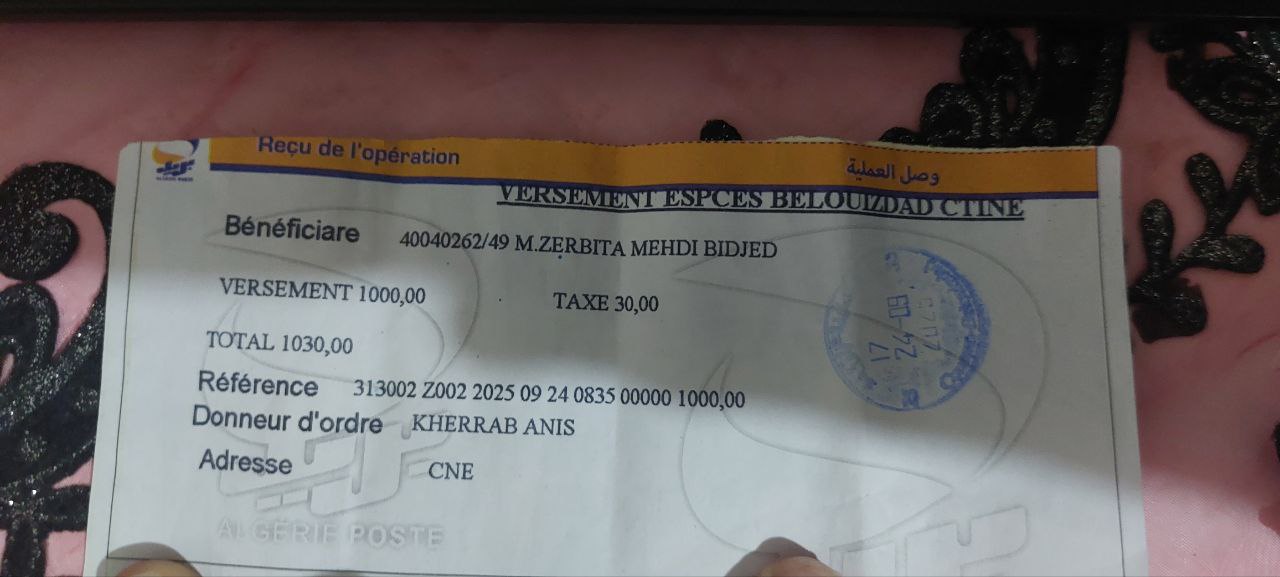 Reçu de l'opération وصل العملية
VERSEMENT ESPCES BELOUIZDAD CTINE
Bénéficiare 40040262/49 M.ZERBITA MEHDI BIDJED
VERSEMENT 1000,00 TAXE 30,00
TOTAL 1030,00
Référence 313002 Z002 2025 09 24 0835 00000 1000,00
Donneur d'ordre KHERRAB ANIS
Adresse CNE
ALGÉRIE POSTE
17
24-09
2025